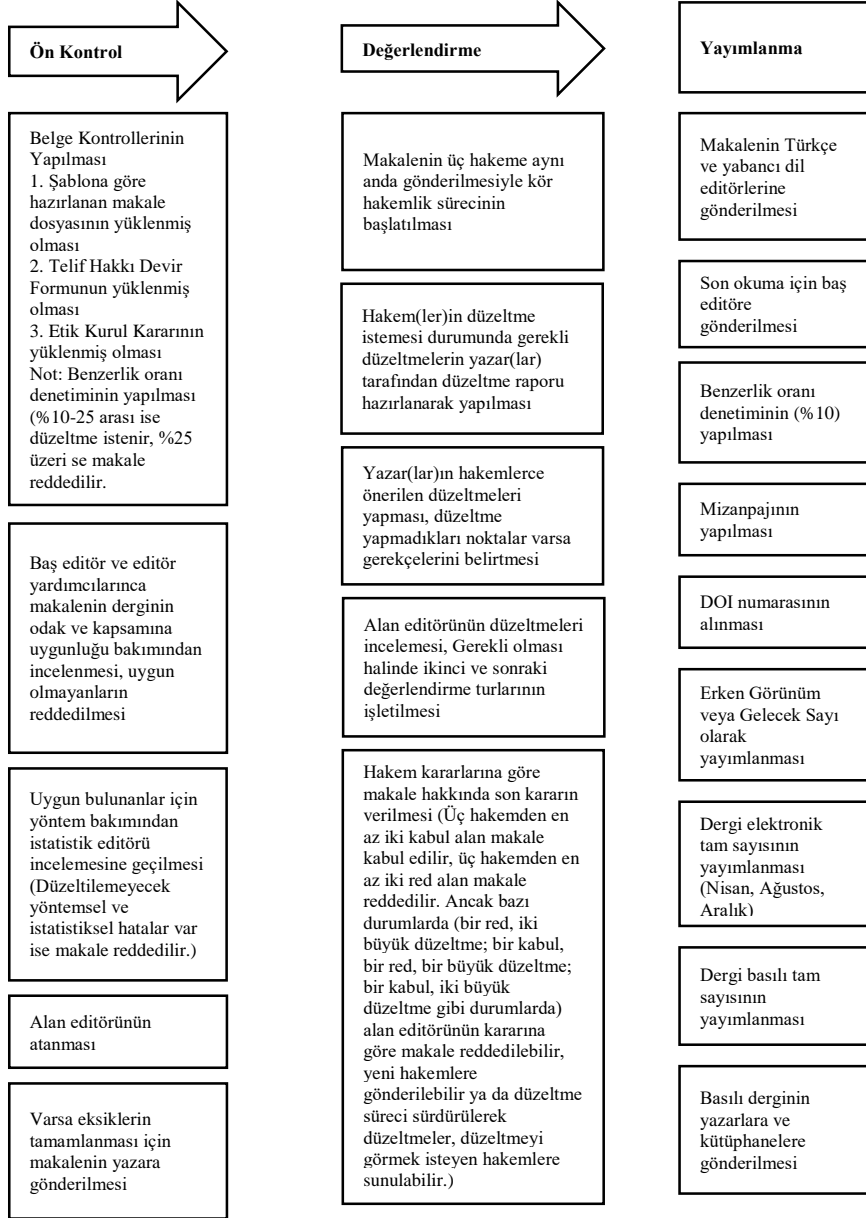 Ön Kontrol
Belge Kontrollerinin
Yapılması
1. Şablona göre
hazırlanan makale
dosyasının yüklenmiş
olması
2. Telif Hakkı Devir
Formunun yüklenmiş
olması
3. Etik Kurul Kararının
yüklenmiş olması
Not: Benzerlik oranı
denetiminin yapılması
(%10-25 arası ise
düzeltme istenir, %25
üzeri se makale
reddedilir.
Baş editör ve editör
yardımcılarınca
makalenin derginin
odak ve kapsamına
uygunluğu bakımından
incelenmesi, uygun
olmayanların
reddedilmesi
Uygun bulunanlar için
yöntem bakımından
istatistik editörü
incelemesine geçilmesi
(Düzeltilemeyecek
yöntemsel ve
istatistiksel hatalar var
ise makale reddedilir.)
Alan editörünün
atanması
Varsa eksiklerin
tamamlanması için
makalenin yazara
gönderilmesi
Değerlendirme
Makalenin üç hakeme aynı
anda gönderilmesiyle kör
hakemlik sürecinin
başlatılması
Hakem(ler)in düzeltme
istemesi durumunda gerekli
düzeltmelerin yazar(lar)
tarafından düzeltme raporu
hazırlanarak yapılması
Yazar(lar)ın hakemlerce
önerilen düzeltmeleri
yapması, düzeltme
yapmadıkları noktalar varsa
gerekçelerini belirtmesi
Alan editörünün düzeltmeleri
incelemesi, Gerekli olması
halinde ikinci ve sonraki
değerlendirme turlarının
işletilmesi
Hakem kararlarına göre
makale hakkında son kararın
verilmesi (Üç hakemden en
az iki kabul alan makale
kabul edilir, üç hakemden en
az iki red alan makale
reddedilir. Ancak bazı
durumlarda (bir red, iki
büyük düzeltme; bir kabul,
bir red, bir büyük düzeltme;
bir kabul, iki büyük
düzeltme gibi durumlarda)
alan editörünün kararına
göre makale reddedilebilir,
yeni hakemlere
gönderilebilir ya da düzeltme
süreci sürdürülerek
düzeltmeler, düzeltmeyi
görmek isteyen hakemlere
sunulabilir.)
Yayımlanma
Makalenin Türkçe
ve yabancı dil
editörlerine
gönderilmesi
Son okuma için baş
editöre
gönderilmesi
Benzerlik oranı
denetiminin (%10)
yapılması
Mizanpajının
yapılması
DOI numarasının
alınması
Erken Görünüm
veya Gelecek Sayı
olarak
yayımlanması
Dergi elektronik
tam sayısının
yayımlanması
(Nisan, Ağustos,
Aralık)
Dergi basılı tam
sayısının
yayımlanması
Basılı derginin
yazarlara ve
kütüphanelere
gönderilmesi